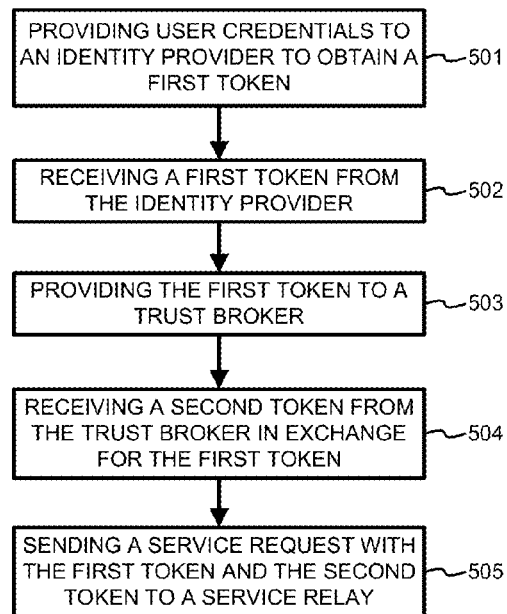 PROVIDING USER CREDENTIALS TO
AN IDENTITY PROVIDER TO OBTAIN A
FIRST TOKEN
501
RECEIVING A FIRST TOKEN FROM
THE IDENTITY PROVIDER
502
PROVIDING THE FIRST TOKEN TO A
TRUST BROKER
503
RECEIVING A SECOND TOKEN FROM
THE TRUST BROKER IN EXCHANGE
FOR THE FIRST TOKEN
504
SENDING A SERVICE REQUEST WITH
THE FIRST TOKEN AND THE SECOND
TOKEN TO A SERVICE RELAY
505